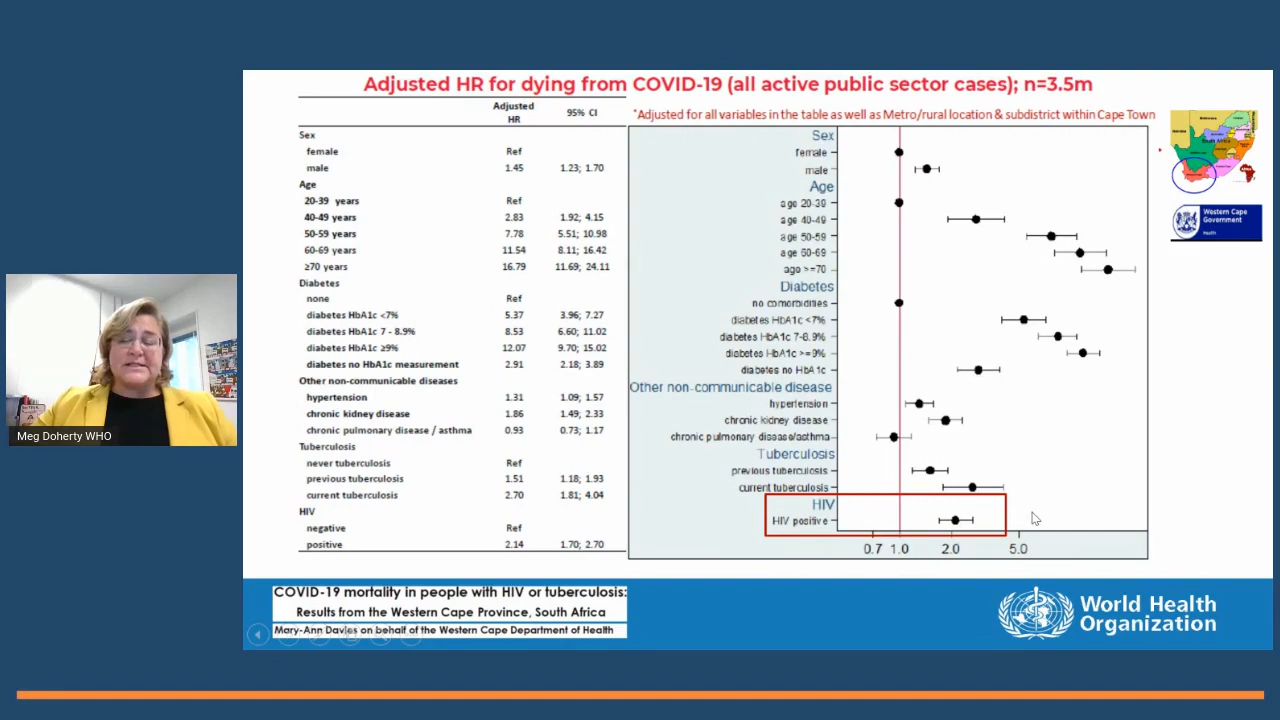 Adjusted HR for dying from COVID-19 (all active public sector cases); n=3.5m
Adjusted HR 95% CI
Sex
female Ref
male 1.45 1.23; 1.70
Age
20-39 years Ref
40-49 years 2.83 1.92; 4.15
50-59 years 7.78 5.51; 10.98
60-69 years 11.54 8.11; 16.42
≥70 years 16.79 11.69; 24.11
Diabetes
none Ref
diabetes HbA1c <7% 5.37 3.96; 7.27
diabetes HbA1c 7 - 8.9% 8.53 6.60; 11.02
diabetes HbA1c ≥9% 12.07 9.70; 15.02
diabetes no HbA1c measurement 2.91 2.18; 3.89
Other non-communicable diseases
hypertension 1.31 1.09; 1.57
chronic kidney disease 1.86 1.49; 2.33
chronic pulmonary disease / asthma 0.93 0.73; 1.17
Tuberculosis
never tuberculosis Ref
previous tuberculosis 1.51 1.18; 1.93
current tuberculosis 2.70 1.81; 4.04
HIV
negative Ref
positive 2.14 1.70; 2.70
*Adjusted for all variables in the table as well as Metro/rural location & subdistrict within Cape Town
Sex
female
male
Age
age 20-39
age 40-49
age 50-59
age 60-69
age >=70
Diabetes
no comorbidities
diabetes HbA1c <7%
diabetes HbA1c 7-8.9%
diabetes HbA1c >=9%
diabetes no HbA1c
Other non-communicable disease
hypertension
chronic kidney disease
chronic pulmonary disease/asthma
Tuberculosis
previous tuberculosis
current tuberculosis
HIV
HIV positive
0.7 1.0 2.0 5.0
Western Cape
Government
Health
Meg Doherty WHO
COVID-19 mortality in people with HIV or tuberculosis:
Results from the Western Cape Province, South Africa
Mary-Ann Davies on behalf of the Western Cape Department of Health
World Health
Organization